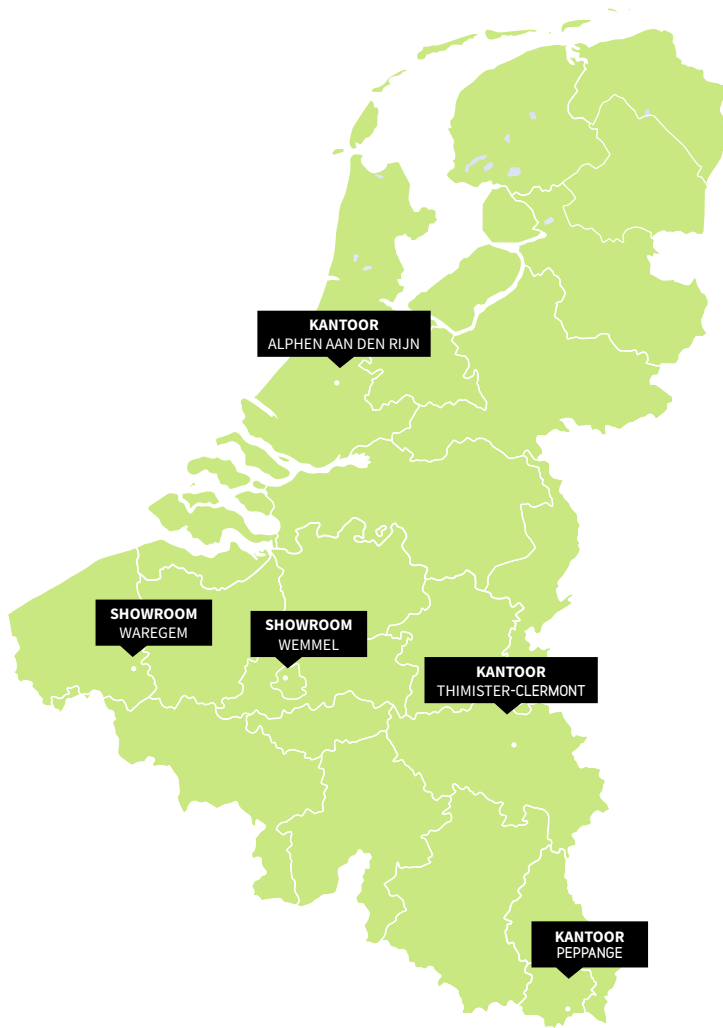 KANTOOR
ALPHEN AAN DEN RIJN
SHOWROOM
WAREGEM
SHOWROOM
WEMMEL
KANTOOR
THIMISTER-CLERMONT
KANTOOR
PEPPANGE